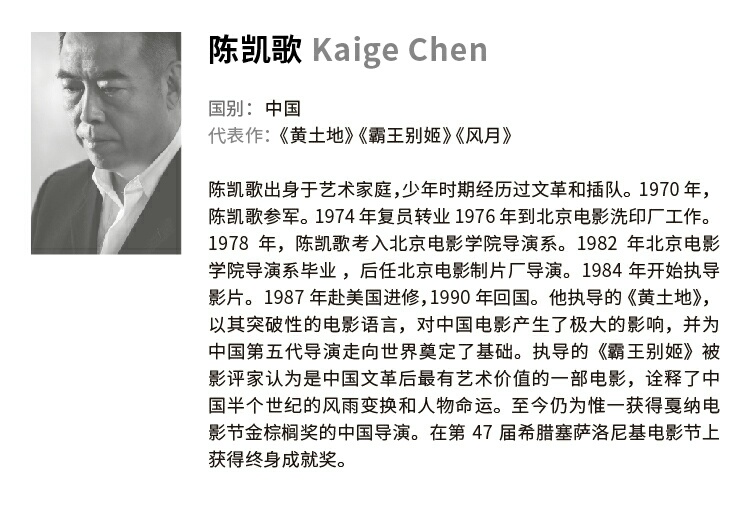 陈凯歌 Kaige Chen
国别： 中国
代表作：《黄土地》《霸王别姬》《风月》
陈凯歌出身于艺术家庭，少年时期经历过文革和插队。1970 年，
陈凯歌参军。1974 年复员转业 1976 年到北京电影洗印厂工作。
1978 年，陈凯歌考入北京电影学院导演系。1982 年北京电影
学院导演系毕业 ，后任北京电影制片厂导演。1984 年开始执导
影片。1987 年赴美国进修，1990 年回国。他执导的《黄土地》，
以其突破性的电影语言，对中国电影产生了极大的影响，并为
中国第五代导演走向世界奠定了基础。执导的《霸王别姬》被
影评家认为是中国文革后最有艺术价值的一部电影，诠释了中
国半个世纪的风雨变换和人物命运。至今仍为惟一获得戛纳电
影节金棕榈奖的中国导演。在第 47 届希腊塞萨洛尼基电影节上
获得终身成就奖。